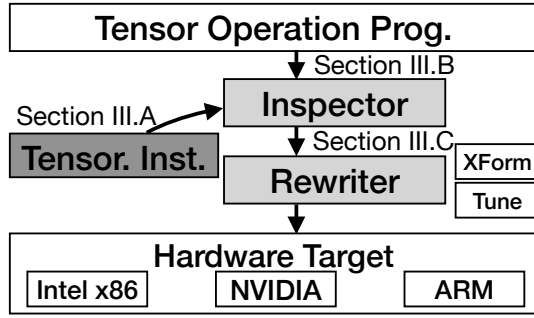 Tensor Operation Prog.
Section III.B
Section III.A
Inspector
Tensor. Inst.
Section III.C
XForm
Rewriter
Tune
Hardware Target
Intel x86
NVIDIA
ARM